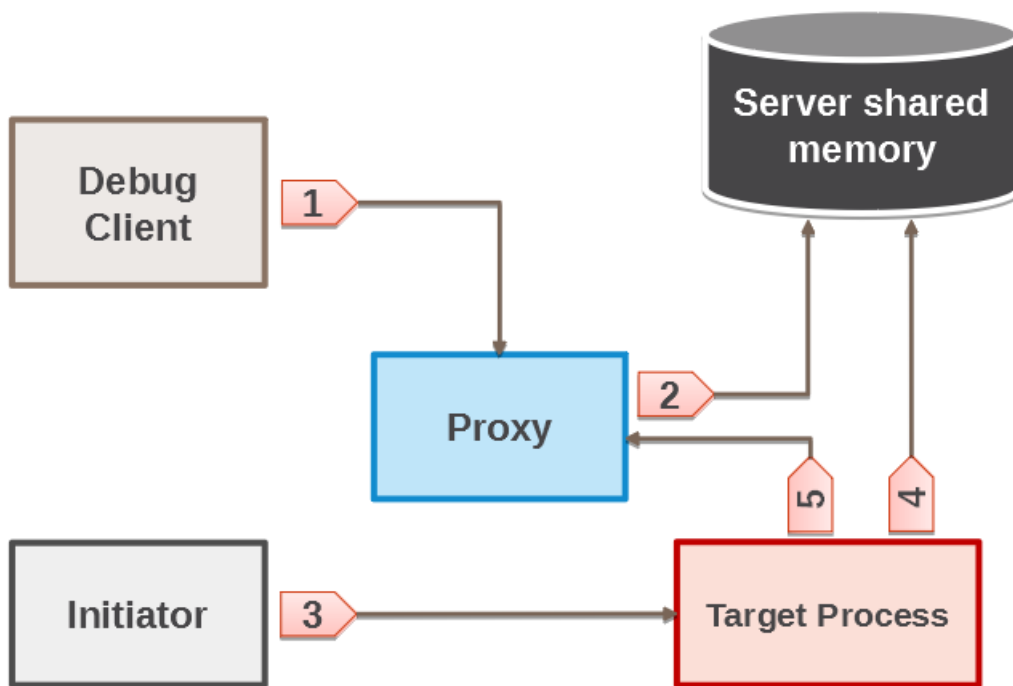 Server shared
memory
Debug
Client
1
Proxy
2
5
4
Initiator
3
Target Process